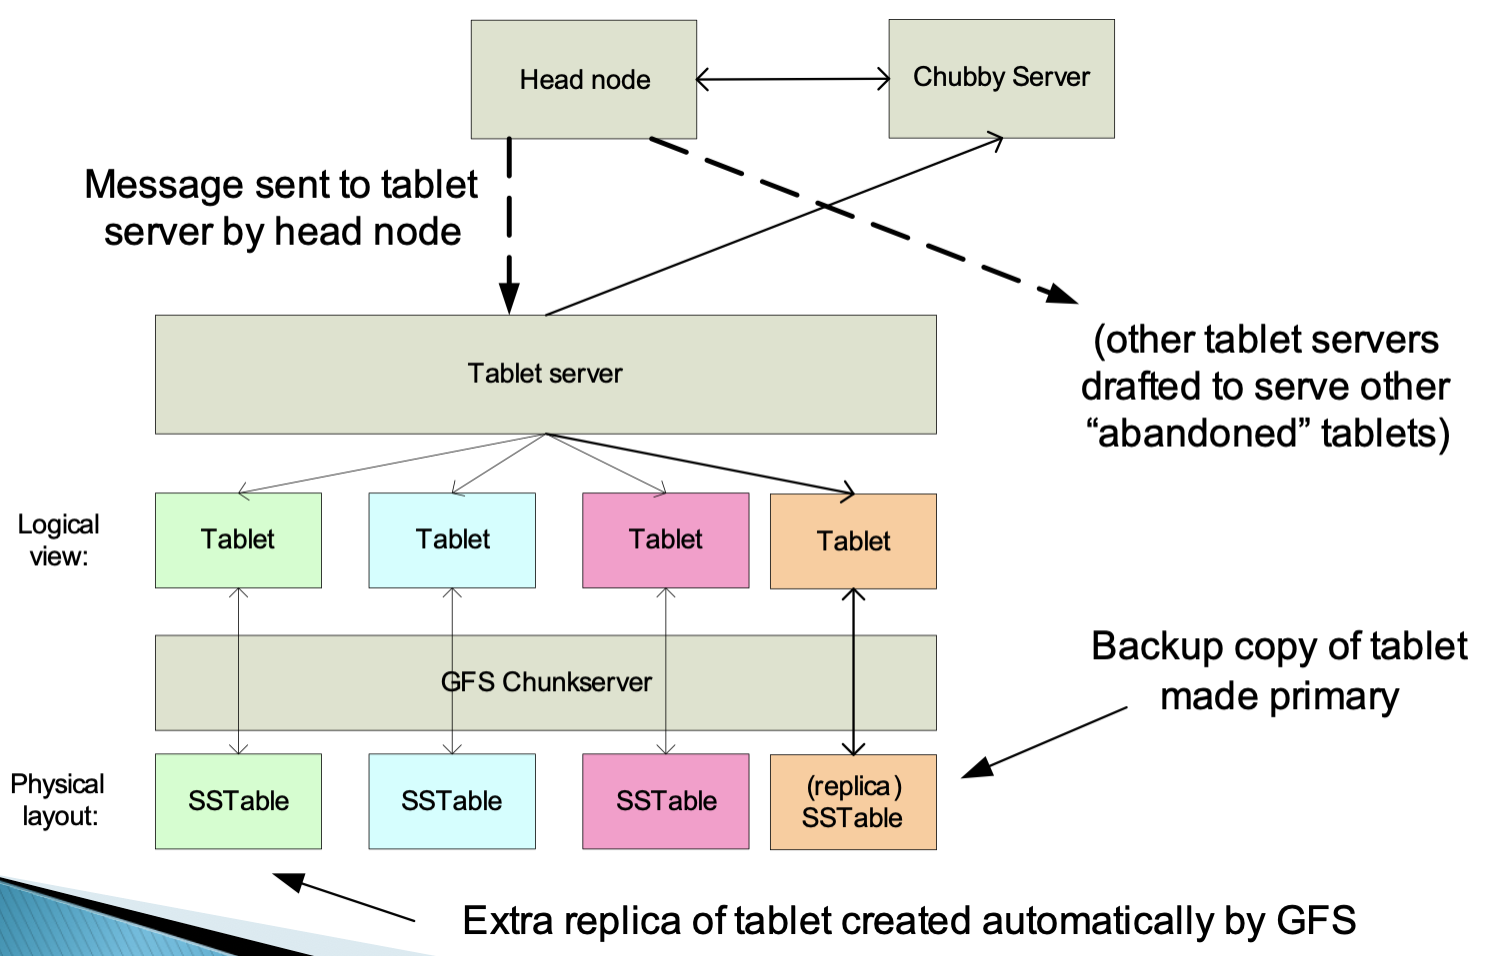 Head node
Chubby Server
Message sent to tablet
server by head node
(other tablet servers
drafted to serve other
“abandoned” tablets)
Tablet server
Logical
view:
Tablet
Tablet
Tablet
Tablet
GFS Chunkserver
Backup copy of tablet
made primary
Physical
layout:
SSTable
SSTable
SSTable
(replica)
SSTable
Extra replica of tablet created automatically by GFS